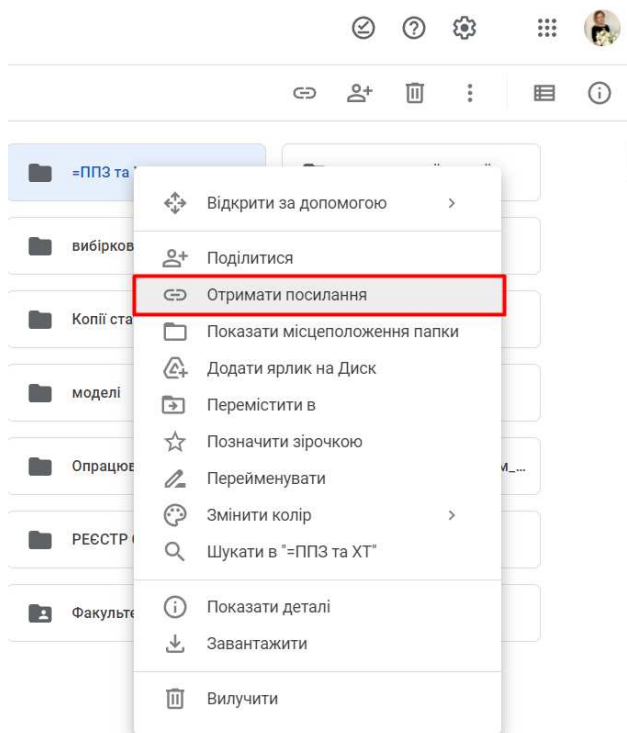 =ППЗ та
Відкрити за допомогою
вибірков
Поділитися
Отримати посилання
Копії ста
Показати місцеположення папки
Додати ярлик на Диск
моделі
Перемістити в
Позначити зірочкою
Опрацюв
м_...
Перейменувати
Змінити колір
РЕЄСТР
Шукати в "=ППЗ та ХТ"
Показати деталі
Факульте
Завантажити
Вилучити